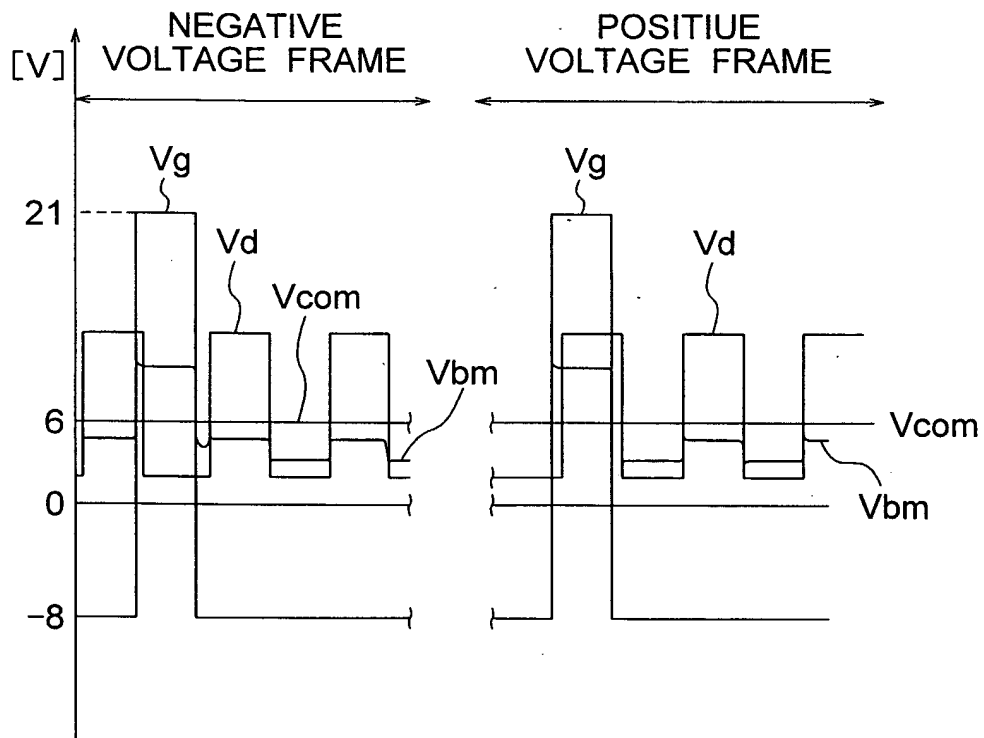 NEGATIVE
VOLTAGE FRAME
POSITIUE
VOLTAGE FRAME
[V]
Vg
Vg
21
Vd
Vd
Vcom
Vbm
6
Vcom
0
Vbm
−8